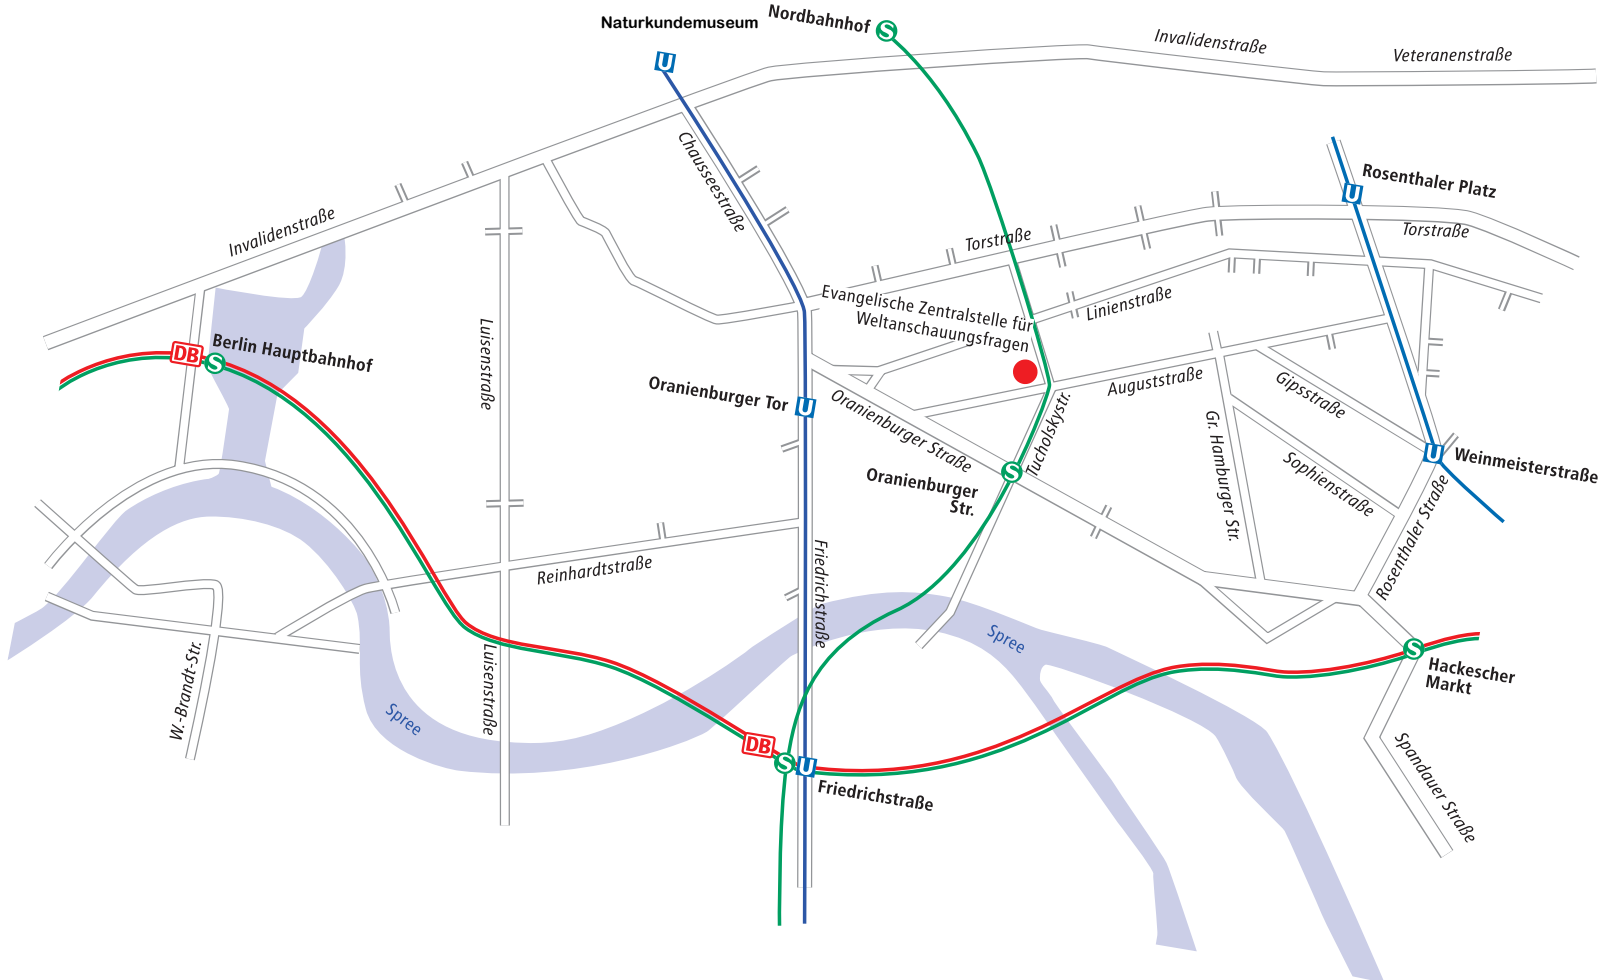 Naturkundemuseum
Nordbahnhof
S
U
Invalidenstraße
Veteranenstraße
Chausseestraße
Rosenthaler Platz
U
Invalidenstraße
Torstraße
Torstraße
Evangelische Zentralstelle für
Weltanschauungsfragen
Linienstraße
DB
S
Berlin Hauptbahnhof
Luisenstraße
Oranienburger Tor
U
Oranienburger Straße
Auguststraße
Gipsstraße
Tucholskystr.
Gr. Hamburger Str.
Sophienstraße
U
Weinmeisterstraße
S
Oranienburger
Str.
Rosenthaler Straße
Reinhardtstraße
Friedrichstraße
Spree
W.-Brandt-Str.
Luisenstraße
Spree
S
Hackescher
Markt
DB
S
U
Friedrichstraße
Spandauer Straße